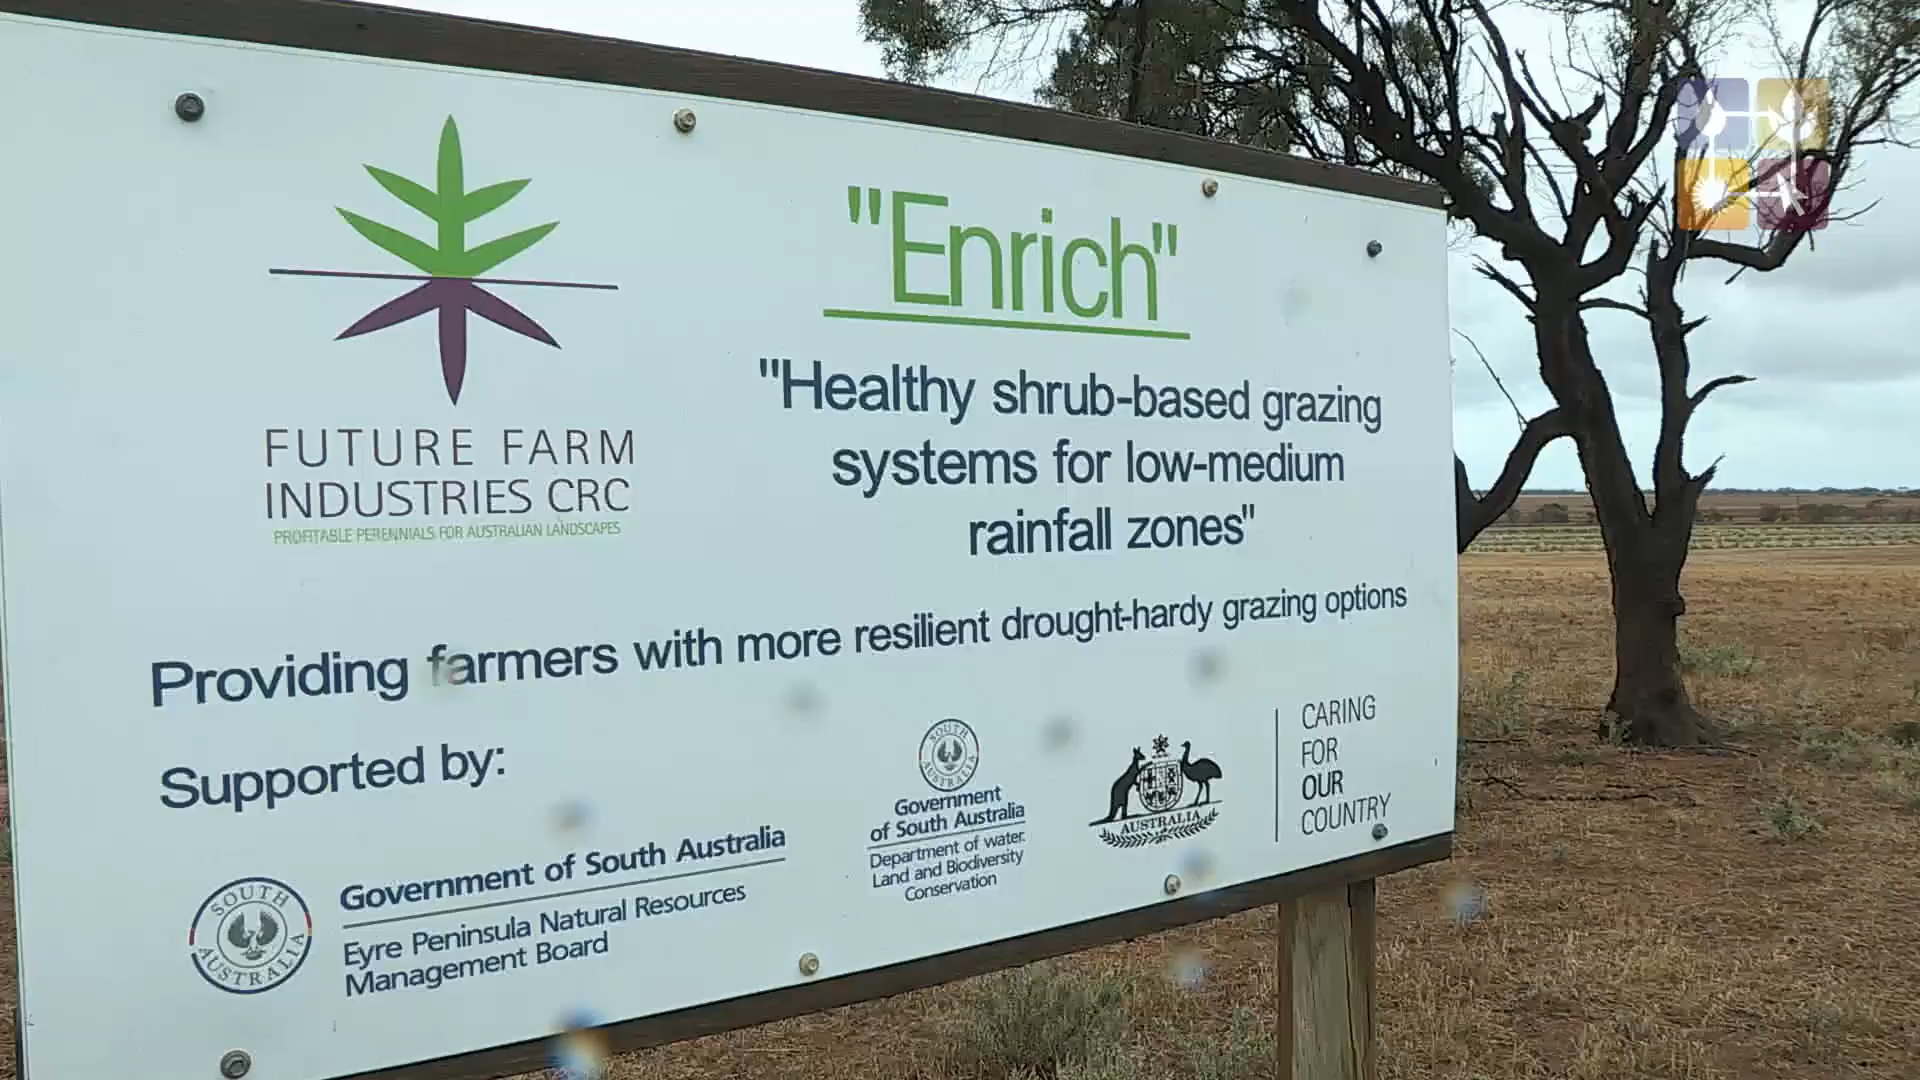 FUTURE FARM
INDUSTRIES CRC
PROFITABLE PERENNIALS FOR AUSTRALIAN LANDSCAPES
"Enrich"
"Healthy shrub-based grazing
systems for low-medium
rainfall zones"
Providing farmers with more resilient drought-hardy grazing options
Supported by:
SOUTH
AUSTRALIA
Government of South Australia
Eyre Peninsula Natural Resources
Management Board
SOUTH
AUSTRALIA
Government
of South Australia
Department of water.
Land and Biodiversity
Conservation
AUSTRALIA
CARING
FOR
OUR
COUNTRY